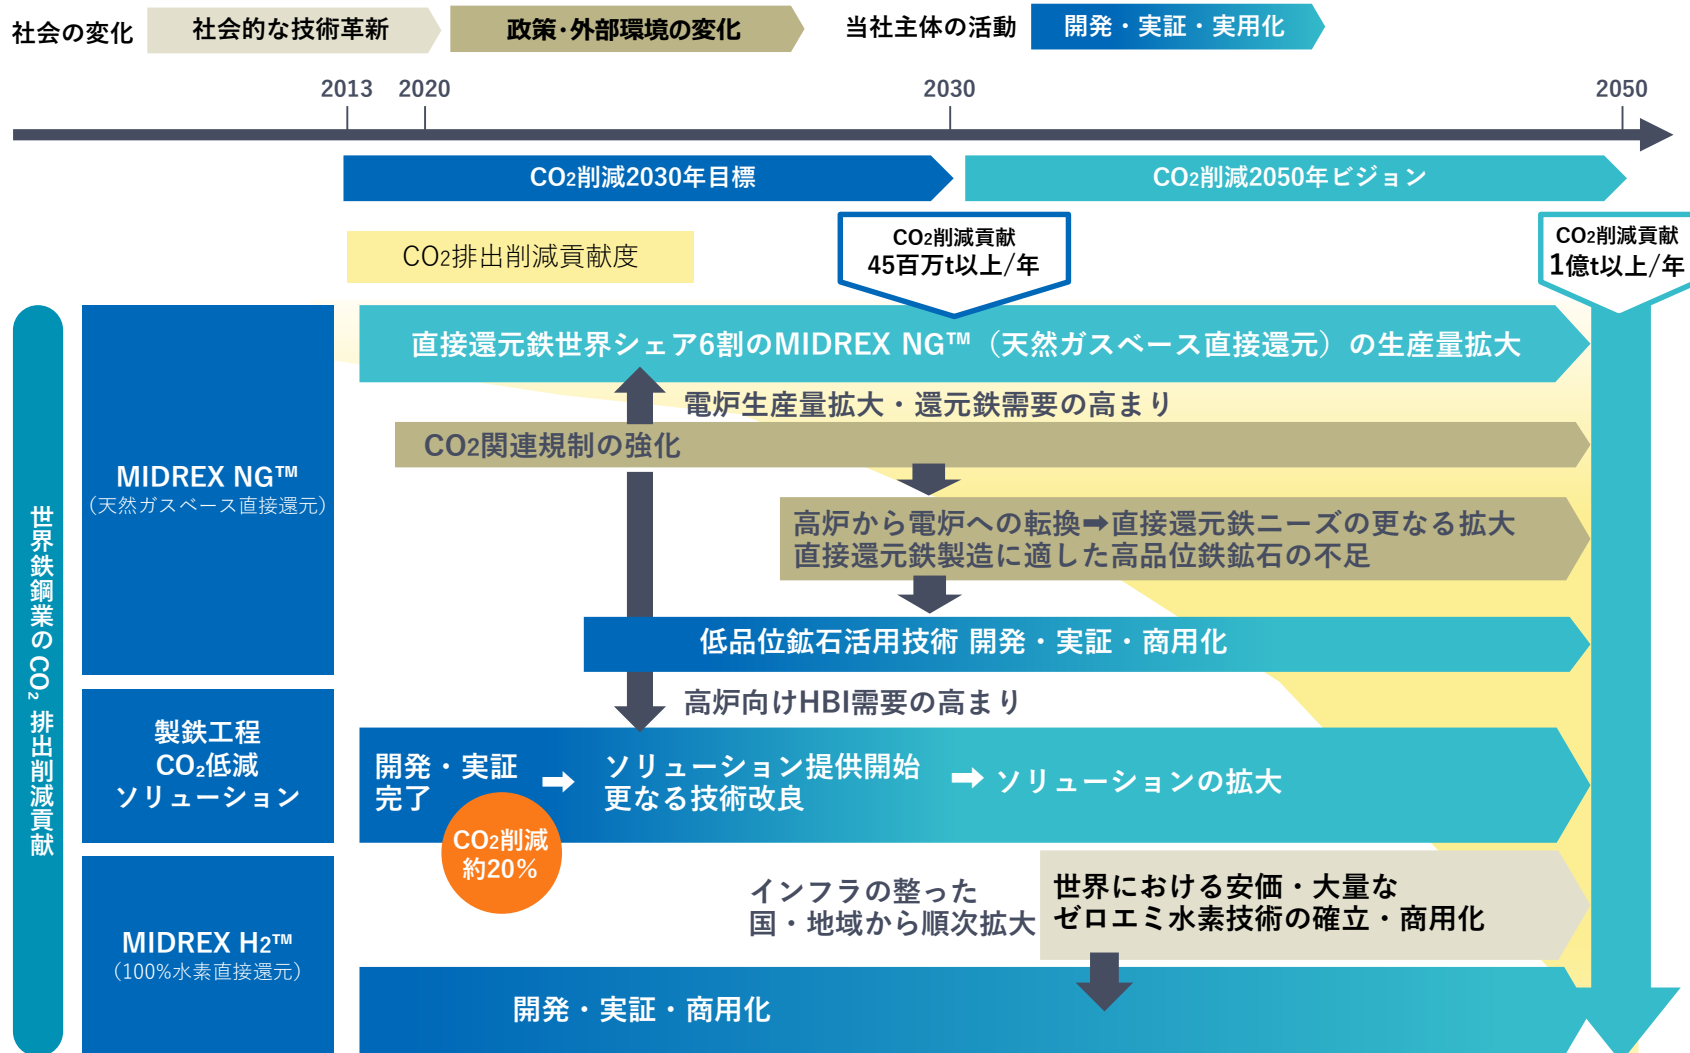 社会の変化
社会的な技術革新
政策・外部環境の変化
当社主体の活動
開発・実証・実用化
2013
2020
2030
2050
CO2削減2030年目標
CO2削減2050年ビジョン
CO2排出削減貢献度
CO2削減貢献
45百万t以上/年
CO2削減貢献
1億t以上/年
世界鉄鋼業のCO₂排出削減貢献
MIDREX NG™
（天然ガスベース直接還元）
直接還元鉄世界シェア6割のMIDREX NG™（天然ガスベース直接還元）の生産量拡大
電炉生産量拡大・還元鉄需要の高まり
CO2関連規制の強化
高炉から電炉への転換➡直接還元鉄ニーズの更なる拡大
直接還元鉄製造に適した高品位鉄鉱石の不足
低品位鉱石活用技術 開発・実証・商用化
高炉向けHBI需要の高まり
製鉄工程
CO₂低減
ソリューション
開発・実証
完了
➡
ソリューション提供開始
更なる技術改良
➡
ソリューションの拡大
CO2削減
約20%
MIDREX H2™
（100%水素直接還元）
インフラの整った
国・地域から順次拡大
世界における安価・大量な
ゼロエミ水素技術の確立・商用化
開発・実証・商用化